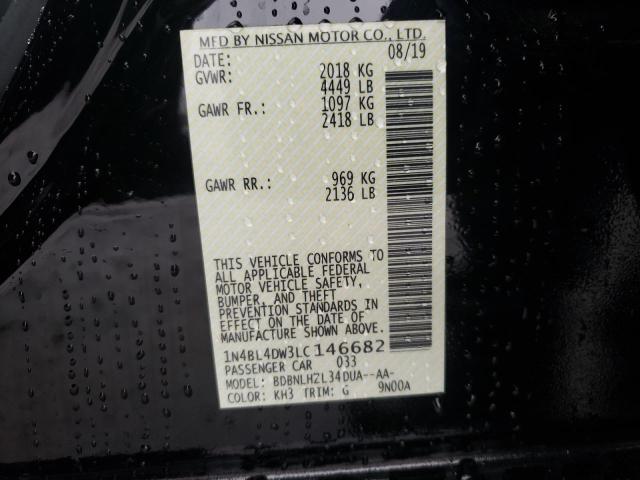 MFD BY NISSAN MOTOR CO., LTD.
DATE: 08/19
GVWR: 2018 KG
4449 LB
GAWR FR.: 1097 KG
2418 LB
GAWR RR.: 969 KG
2136 LB
THIS VEHICLE CONFORMS TO
ALL APPLICABLE FEDERAL
MOTOR VEHICLE SAFETY,
BUMPER, AND THEFT
PREVENTION STANDARDS IN
EFFECT ON THE DATE OF
MANUFACTURE SHOWN ABOVE.
1N4BL4DW3LC146682
PASSENGER CAR 033
MODEL: BDBNLHZL34DUA--AA-
COLOR: KH3 TRIM: G 9N00A